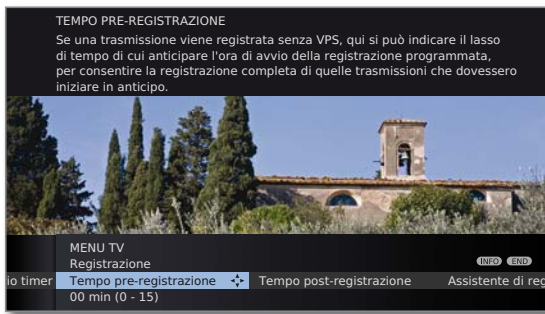 TEMPO PRE-REGISTRAZIONE
Se una trasmissione viene registrata senza VPS, qui si può indicare il lasso
di tempo di cui anticipare l'ora di avvio della registrazione programmata,
per consentire la registrazione completa di quelle trasmissioni che dovessero
iniziare in anticipo.
MENU TV
Registrazione
INFO END
io timer Tempo pre-registrazione Tempo post-registrazione Assistente di reg
00 min (0 - 15)